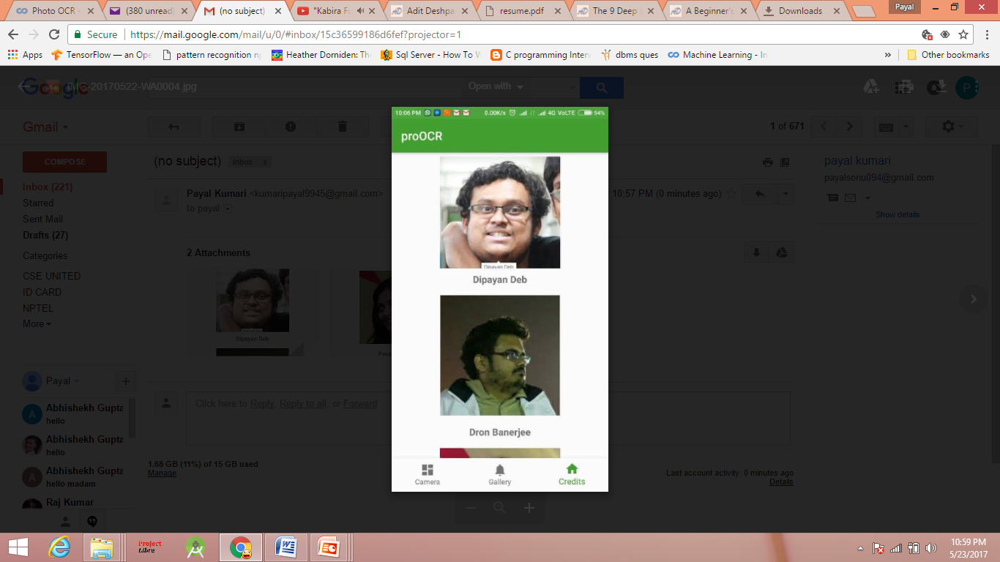 Photo OCR -
(380 unread)
(no subject)
"Kabira Fu
Adit Deshpa
resume.pdf
The 9 Deep
A Beginner's
Downloads
Payal
Secure
https://mail.google.com/mail/u/0/#inbox/15c36599186d6fef?projector=1
Apps
TensorFlow — an Ope
pattern recognition
Heather Dorniden: The
Sql Server - How To
C programming Inter
dbms ques
Machine Learning - In
»
Other bookmarks
Google
IMG-20170522-WA0004.jpg
Open with
P
Gmail
1 of 671
COMPOSE
Inbox (221)
Starred
Sent Mail
Drafts (27)
Categories
CSE UNITED
ID CARD
NPTEL
More
(no subject)
Inbox x
Payal Kumari <kumaripayal9945@gmail.com>
to payal
10:57 PM (0 minutes ago)
2 Attachments
Dipayan Deb
payal kumari
payalsonu094@gmail.com
Show details
10:06 PM
0.00K/s
4G VoLTE
54%
proOCR
Dipayan Deb
Dipayan Deb
Dron Banerjee
Camera
Gallery
Credits
Click here to Reply, Reply to all, or Forward
Payal
A
Abhishekh Gupta
hello
Abhishekh Gupta
hello
A
Abhishekh Gupta
hello madam
Raj Kumar
1.68 GB (11%) of 15 GB used
Manage
Last account activity: 0 minutes ago
Details
Project
Libre
10:59 PM
5/23/2017